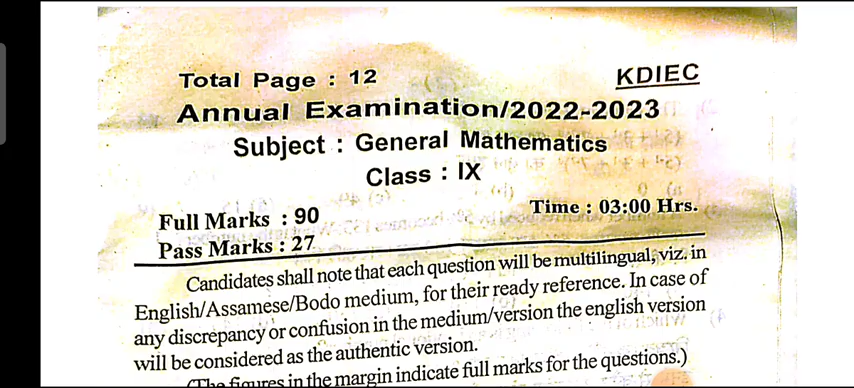 Total Page : 12
KDIEC
Annual Examination/2022-2023
Subject : General Mathematics
Class : IX
Full Marks : 90
Time : 03:00 Hrs.
Pass Marks : 27
Candidates shall note that each question will be multilingual, viz. in
English/Assamese/Bodo medium, for their ready reference. In case of
any discrepancy or confusion in the medium/version the english version
will be considered as the authentic version.
(The figures in the margin indicate full marks for the questions.)